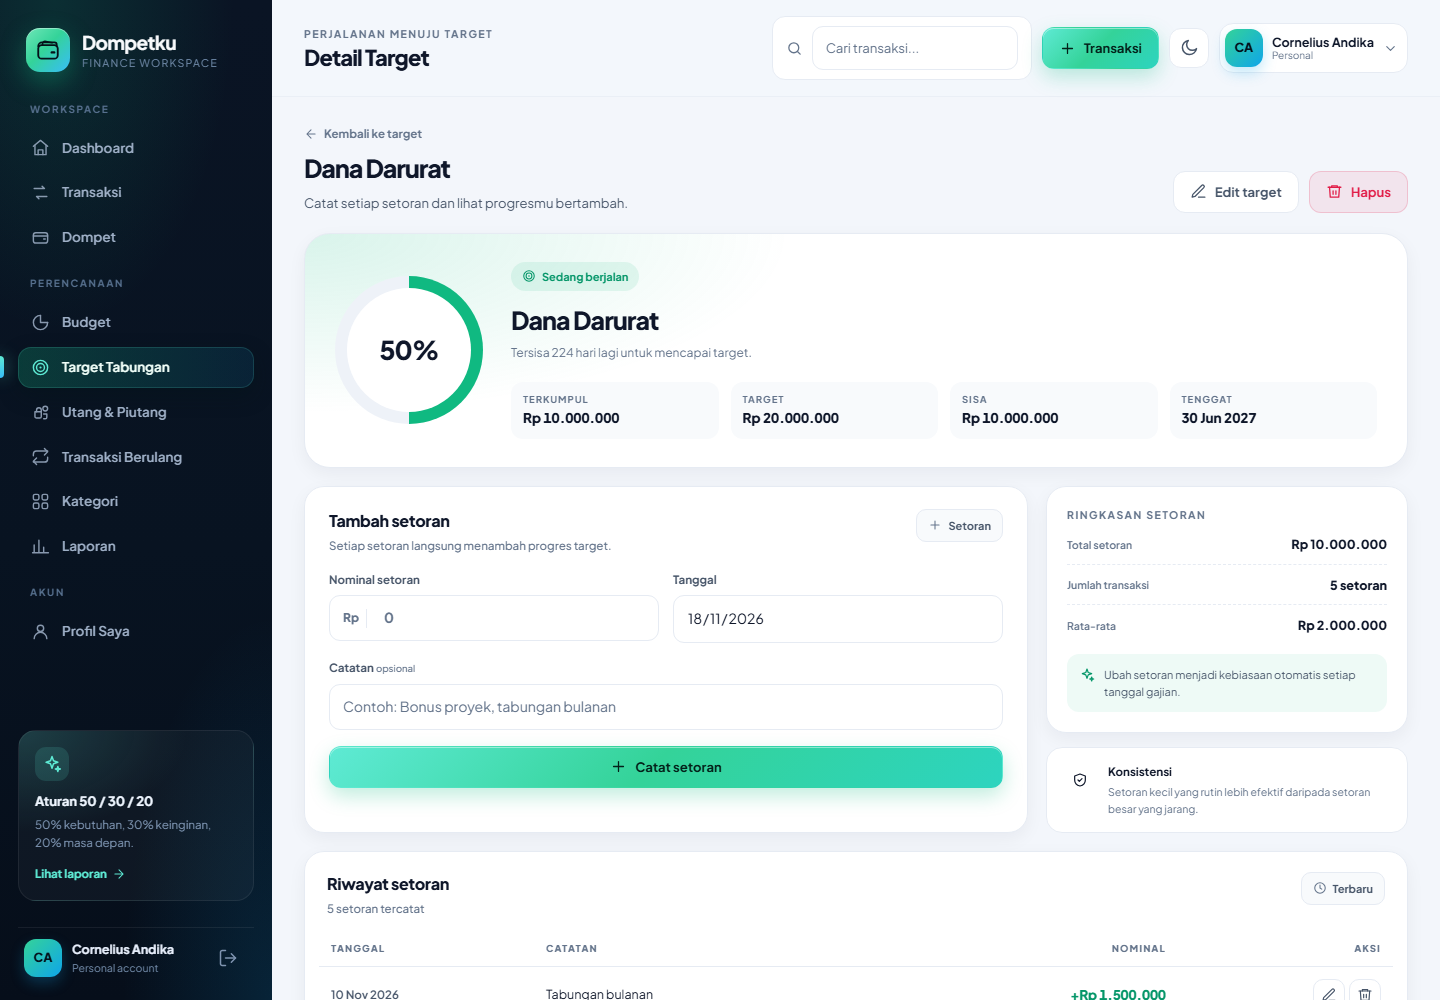 Dompetku
FINANCE WORKSPACE
WORKSPACE
Dashboard
Transaksi
Dompet
PERENCANAAN
Budget
Target Tabungan
Utang & Piutang
Transaksi Berulang
Kategori
Laporan
AKUN
Profil Saya
Aturan 50 / 30 / 20
50% kebutuhan, 30% keinginan,
20% masa depan.
Lihat laporan
CA
Cornelius Andika
Personal account
PERJALANAN MENUJU TARGET
Detail Target
Cari transaksi...
Transaksi
CA
Cornelius Andika
Personal
Kembali ke target
Dana Darurat
Catat setiap setoran dan lihat progresmu bertambah.
Edit target
Hapus
50%
Sedang berjalan
Dana Darurat
Tersisa 224 hari lagi untuk mencapai target.
TERKUMPUL
Rp 10.000.000
TARGET
Rp 20.000.000
SISA
Rp 10.000.000
TENGGAT
30 Jun 2027
Tambah setoran
Setiap setoran langsung menambah progres target.
Setoran
Nominal setoran
Rp 0
Tanggal
18/11/2026
Catatan opsional
Contoh: Bonus proyek, tabungan bulanan
Catat setoran
RINGKASAN SETORAN
Total setoran Rp 10.000.000
Jumlah transaksi 5 setoran
Rata-rata Rp 2.000.000
Ubah setoran menjadi kebiasaan otomatis setiap
tanggal gajian.
Konsistensi
Setoran kecil yang rutin lebih efektif daripada setoran
besar yang jarang.
Riwayat setoran
5 setoran tercatat
Terbaru
TANGGAL CATATAN NOMINAL AKSI
10 Nov 2026 Tabungan bulanan +Rp 1.500.000